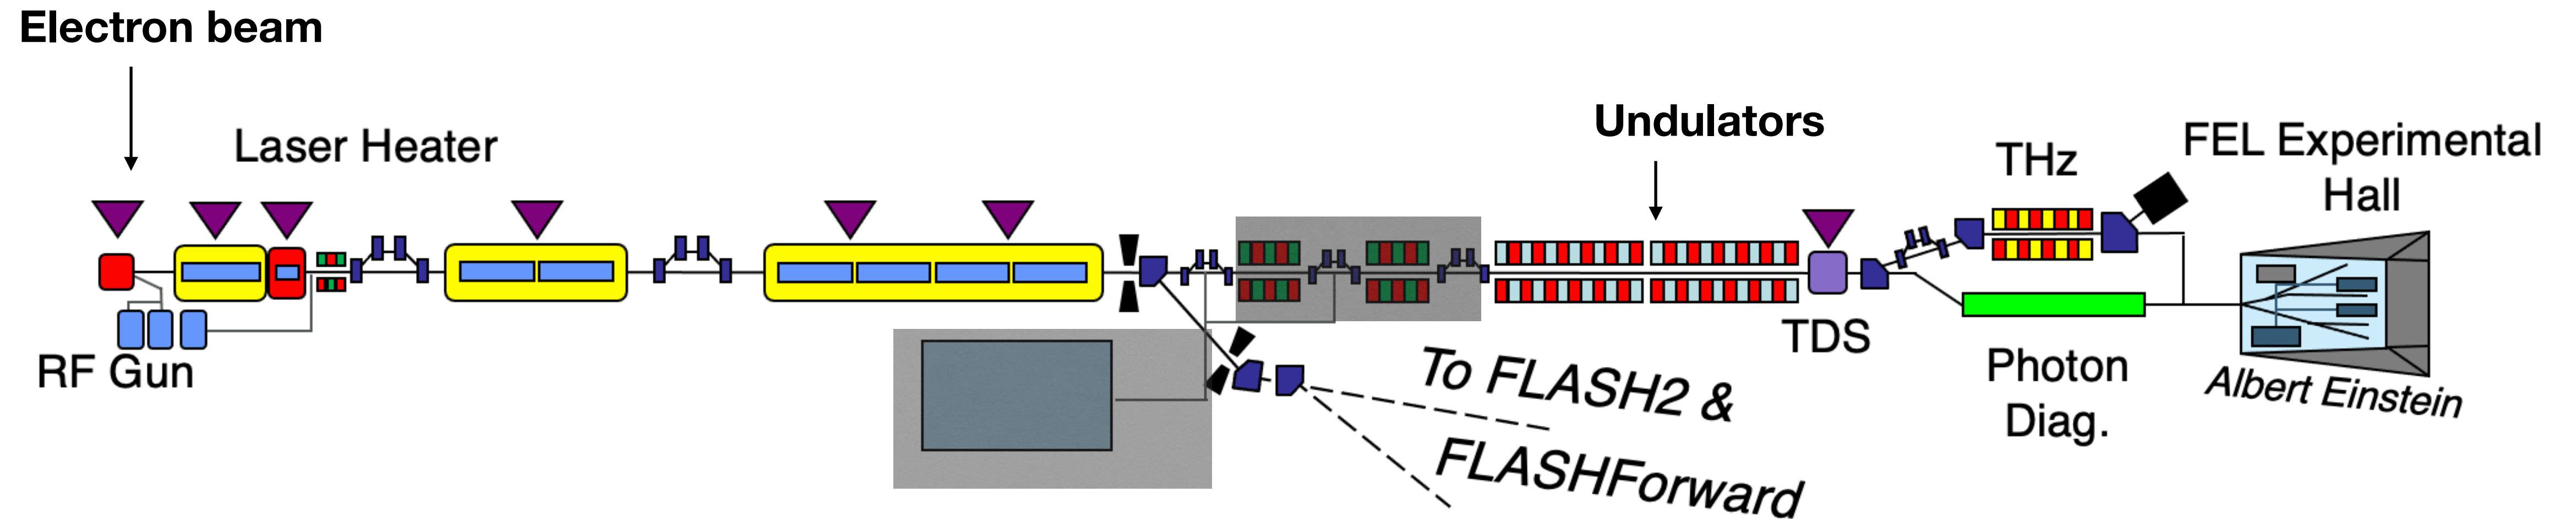 Electron beam
Laser Heater
RF Gun
Undulators
TDS
To FLASH2 &
FLASHForward
THz
Photon
Diag.
FEL Experimental
Hall
Albert Einstein